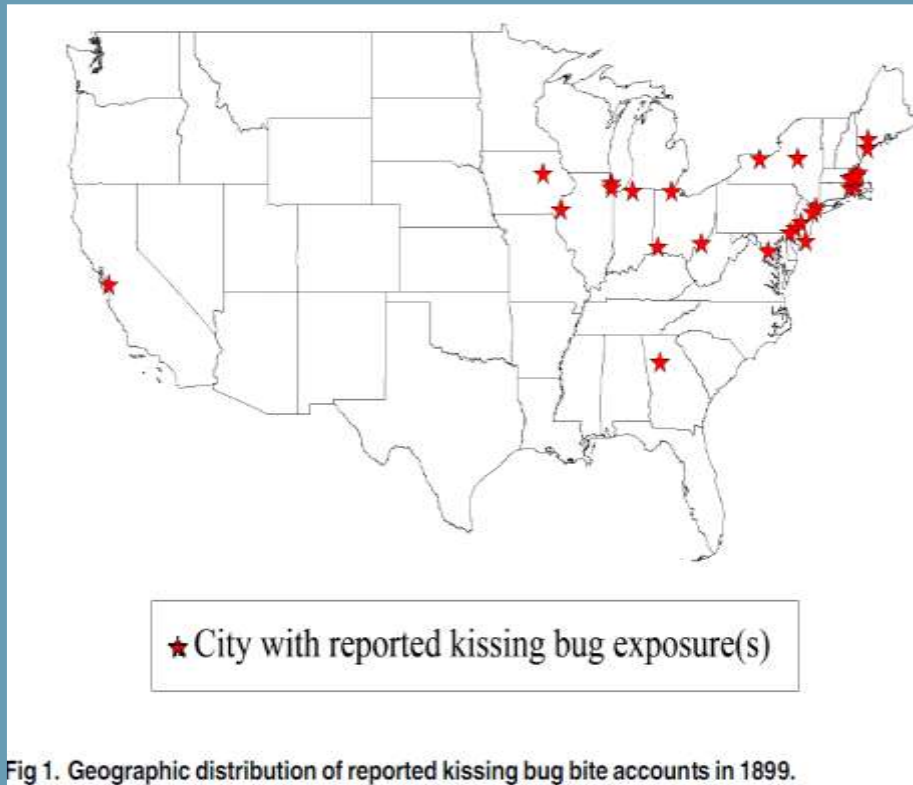 City with reported kissing bug exposure(s)
Fig 1. Geographic distribution of reported kissing bug bite accounts in 1899.